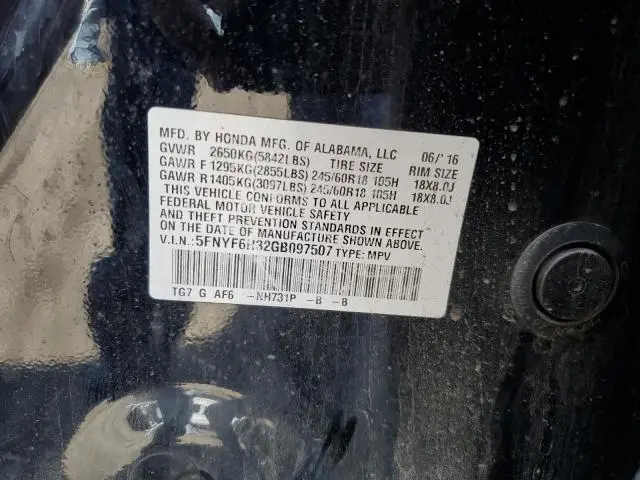 MFD. BY HONDA MFG. OF ALABAMA, LLC 06/'16
GVWR 2650KG(5842LBS) TIRE SIZE RIM SIZE
GAWR F 1295KG(2855LBS) 245/60R18 105H 18X8.0J
GAWR R 1405KG(3097LBS) 245/60R18 105H 18X8.0J
THIS VEHICLE CONFORMS TO ALL APPLICABLE
FEDERAL MOTOR VEHICLE SAFETY
AND THEFT PREVENTION STANDARDS IN EFFECT
ON THE DATE OF MANUFACTURE SHOWN ABOVE.
V.I.N.: 5FNYF6H32GB097507 TYPE: MPV
TG7 G AF6 -NH731P -B -B